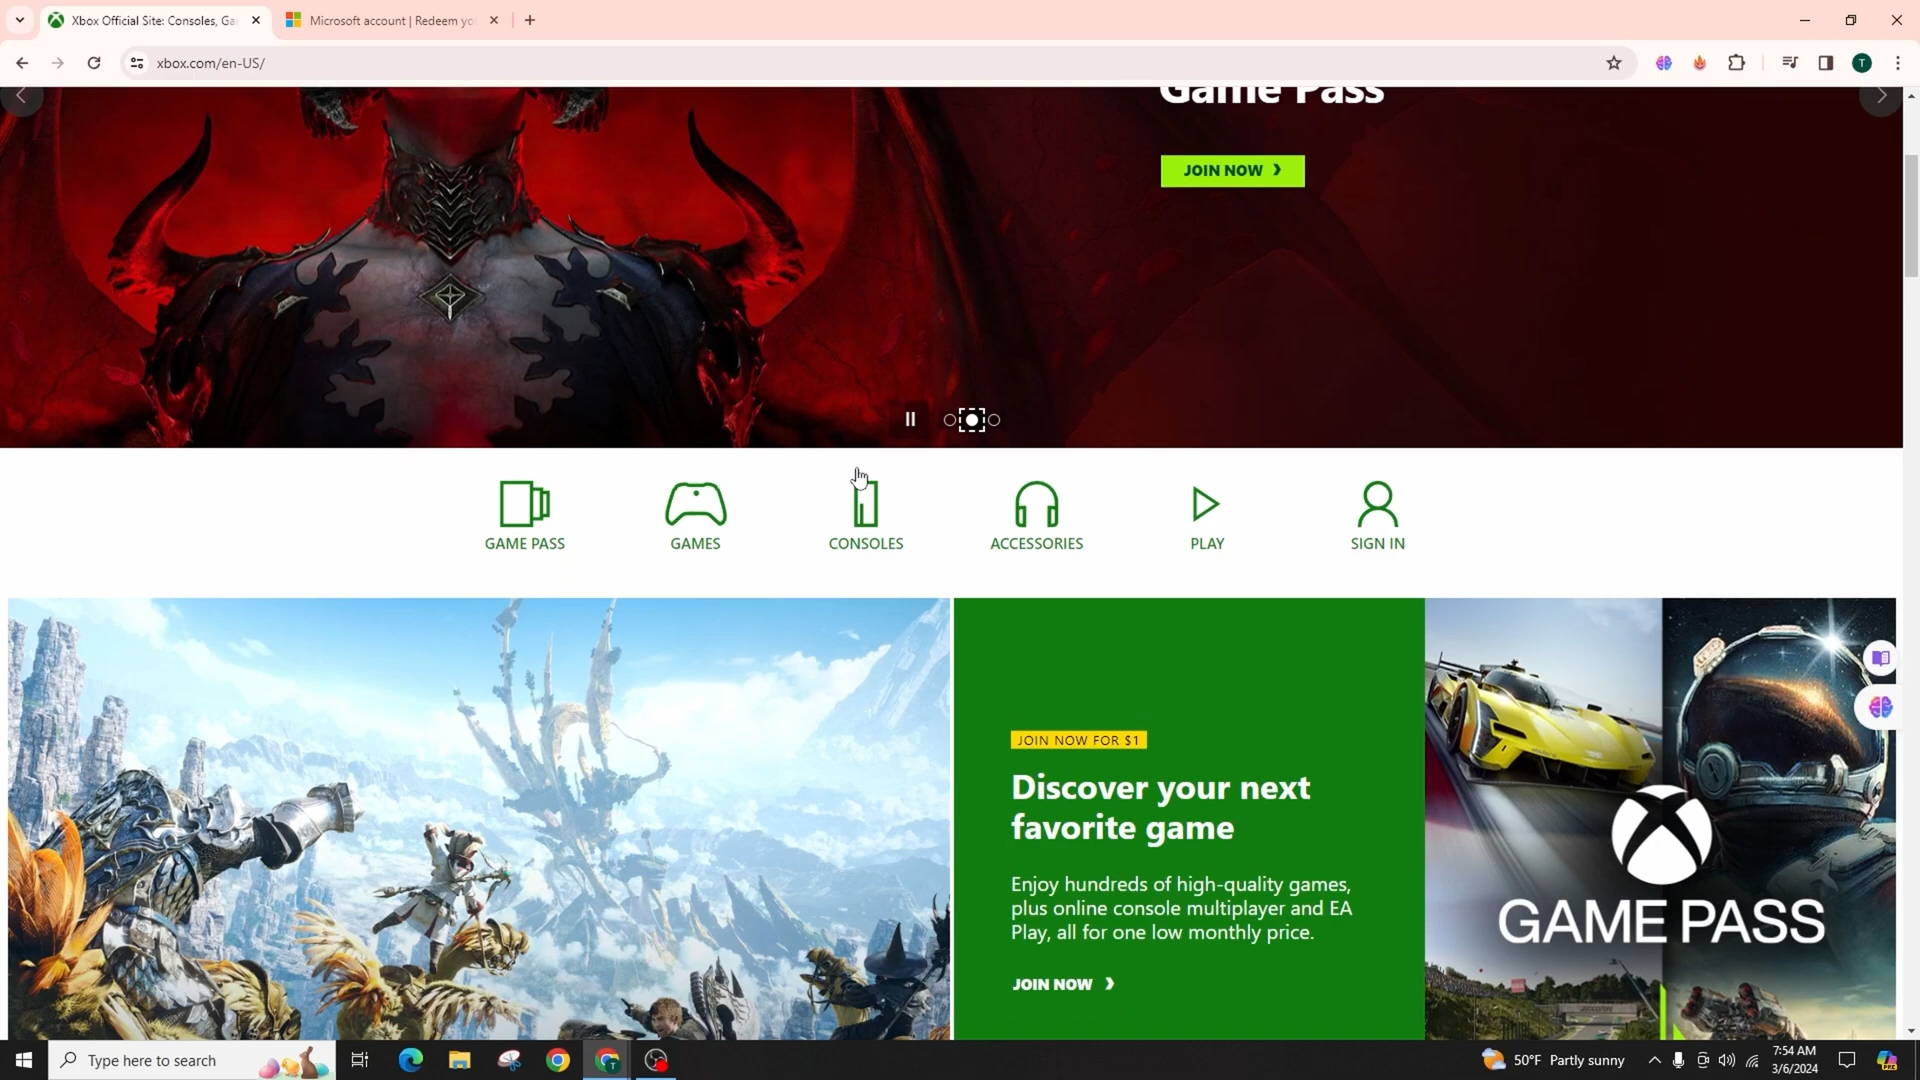 Xbox Official Site: Consoles, Ga
Microsoft account | Redeem yo
xbox.com/en-US/
T
Game Pass
JOIN NOW
GAME PASS
GAMES
CONSOLES
ACCESSORIES
PLAY
SIGN IN
JOIN NOW FOR $1
Discover your next
favorite game
Enjoy hundreds of high-quality games,
plus online console multiplayer and EA
Play, all for one low monthly price.
JOIN NOW
GAME PASS
Type here to search
T
50°F Partly sunny
7:54 AM
3/6/2024
PRE